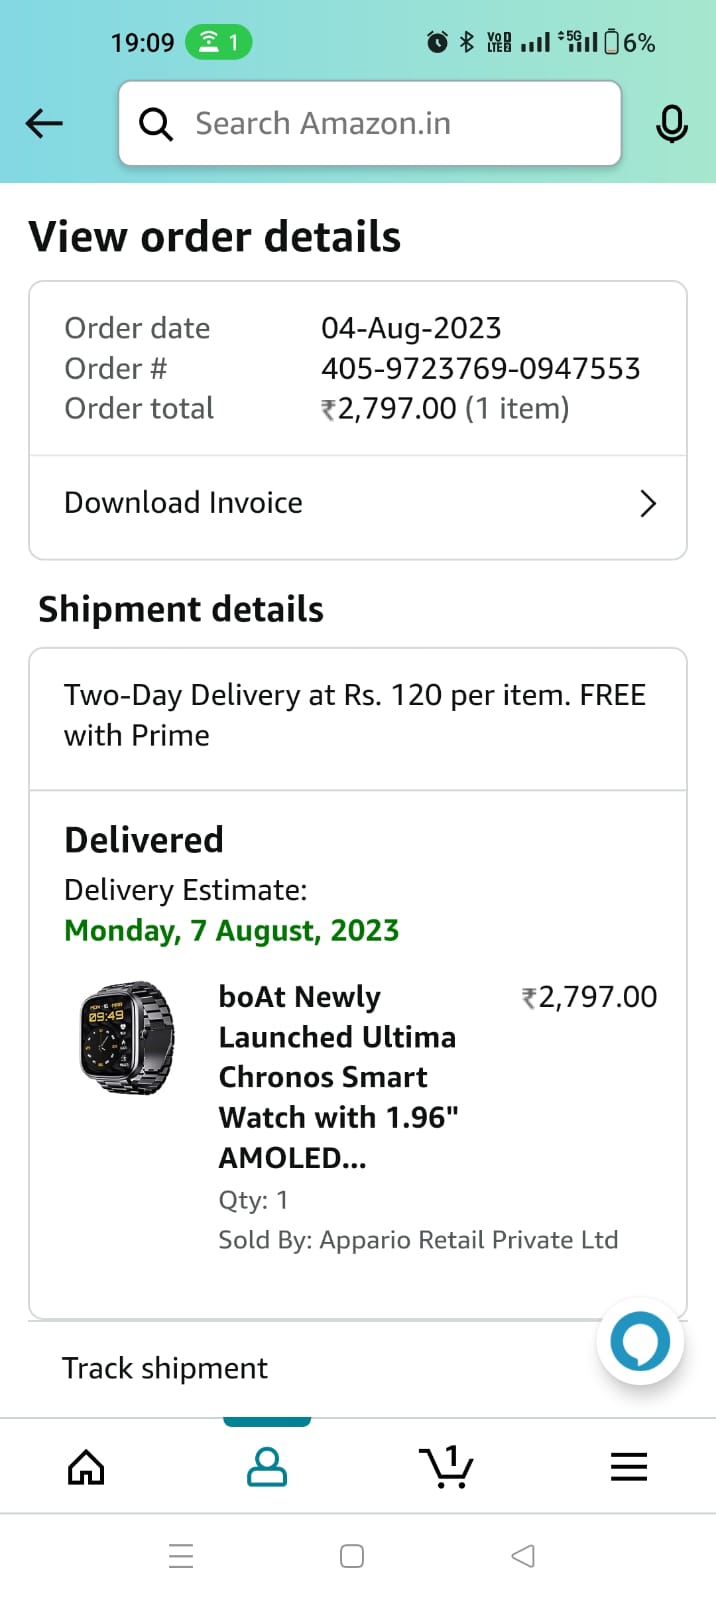 19:09 1 VoD LTED 5G 6%
Search Amazon.in
View order details
Order date 04-Aug-2023
Order # 405-9723769-0947553
Order total ₹2,797.00 (1 item)
Download Invoice
Shipment details
Two-Day Delivery at Rs. 120 per item. FREE
with Prime
Delivered
Delivery Estimate:
Monday, 7 August, 2023
09:49
boAt Newly ₹2,797.00
Launched Ultima
Chronos Smart
Watch with 1.96"
AMOLED...
Qty: 1
Sold By: Appario Retail Private Ltd
Track shipment
1